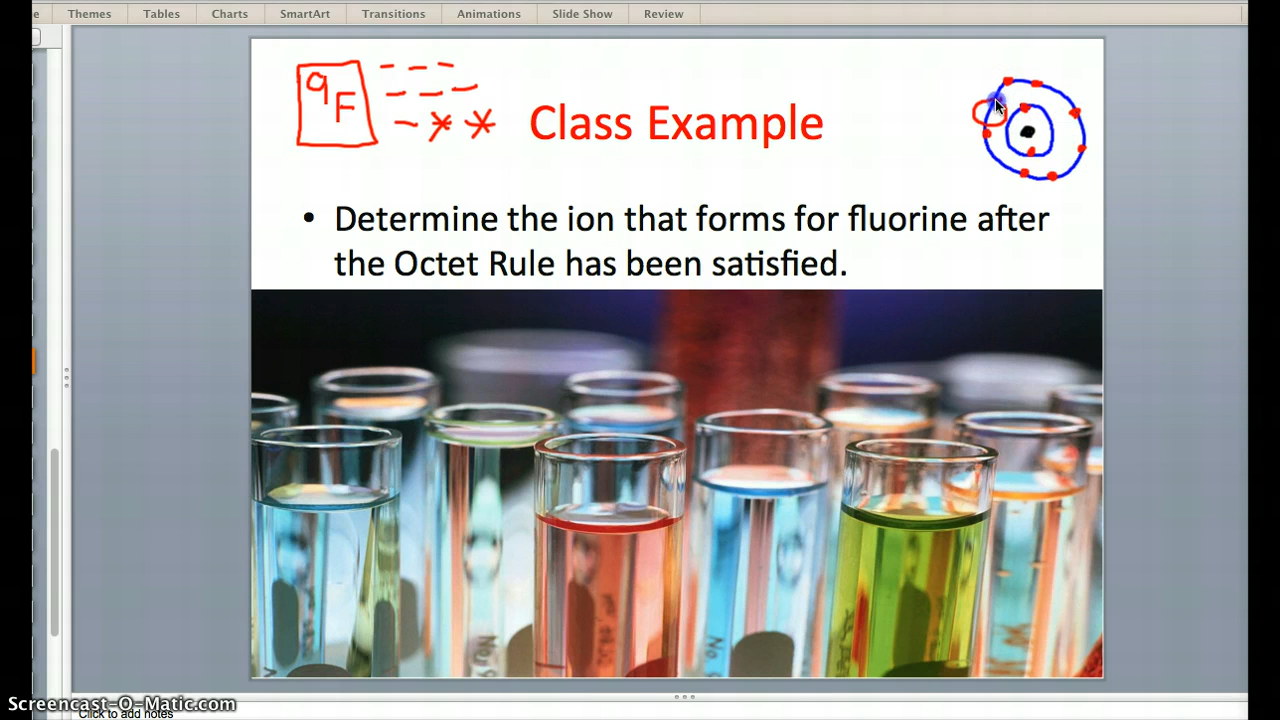 Themes Tables Charts SmartArt Transitions Animations Slide Show Review
9
F
Class Example
• Determine the ion that forms for fluorine after
the Octet Rule has been satisfied.
Screencast-O-Matic.com
Click to add notes